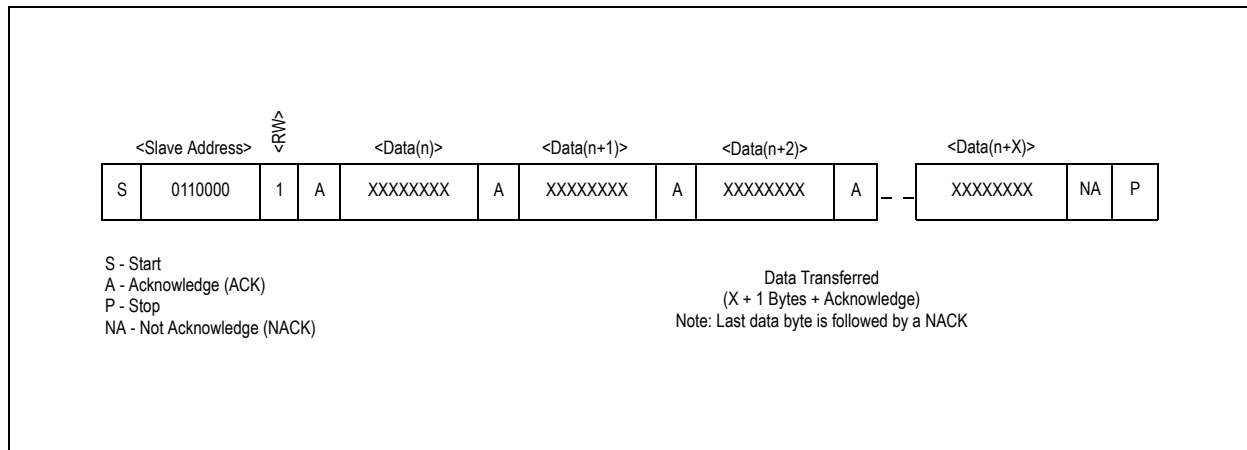 <Slave Address> <RW> <Data(n)> <Data(n+1)> <Data(n+2)> <Data(n+X)>
S 0110000 1 A XXXXXXXX A XXXXXXXX A XXXXXXXX A XXXXXXXX NA P
S - Start
A - Acknowledge (ACK)
P - Stop
NA - Not Acknowledge (NACK)
Data Transferred
(X + 1 Bytes + Acknowledge)
Note: Last data byte is followed by a NACK